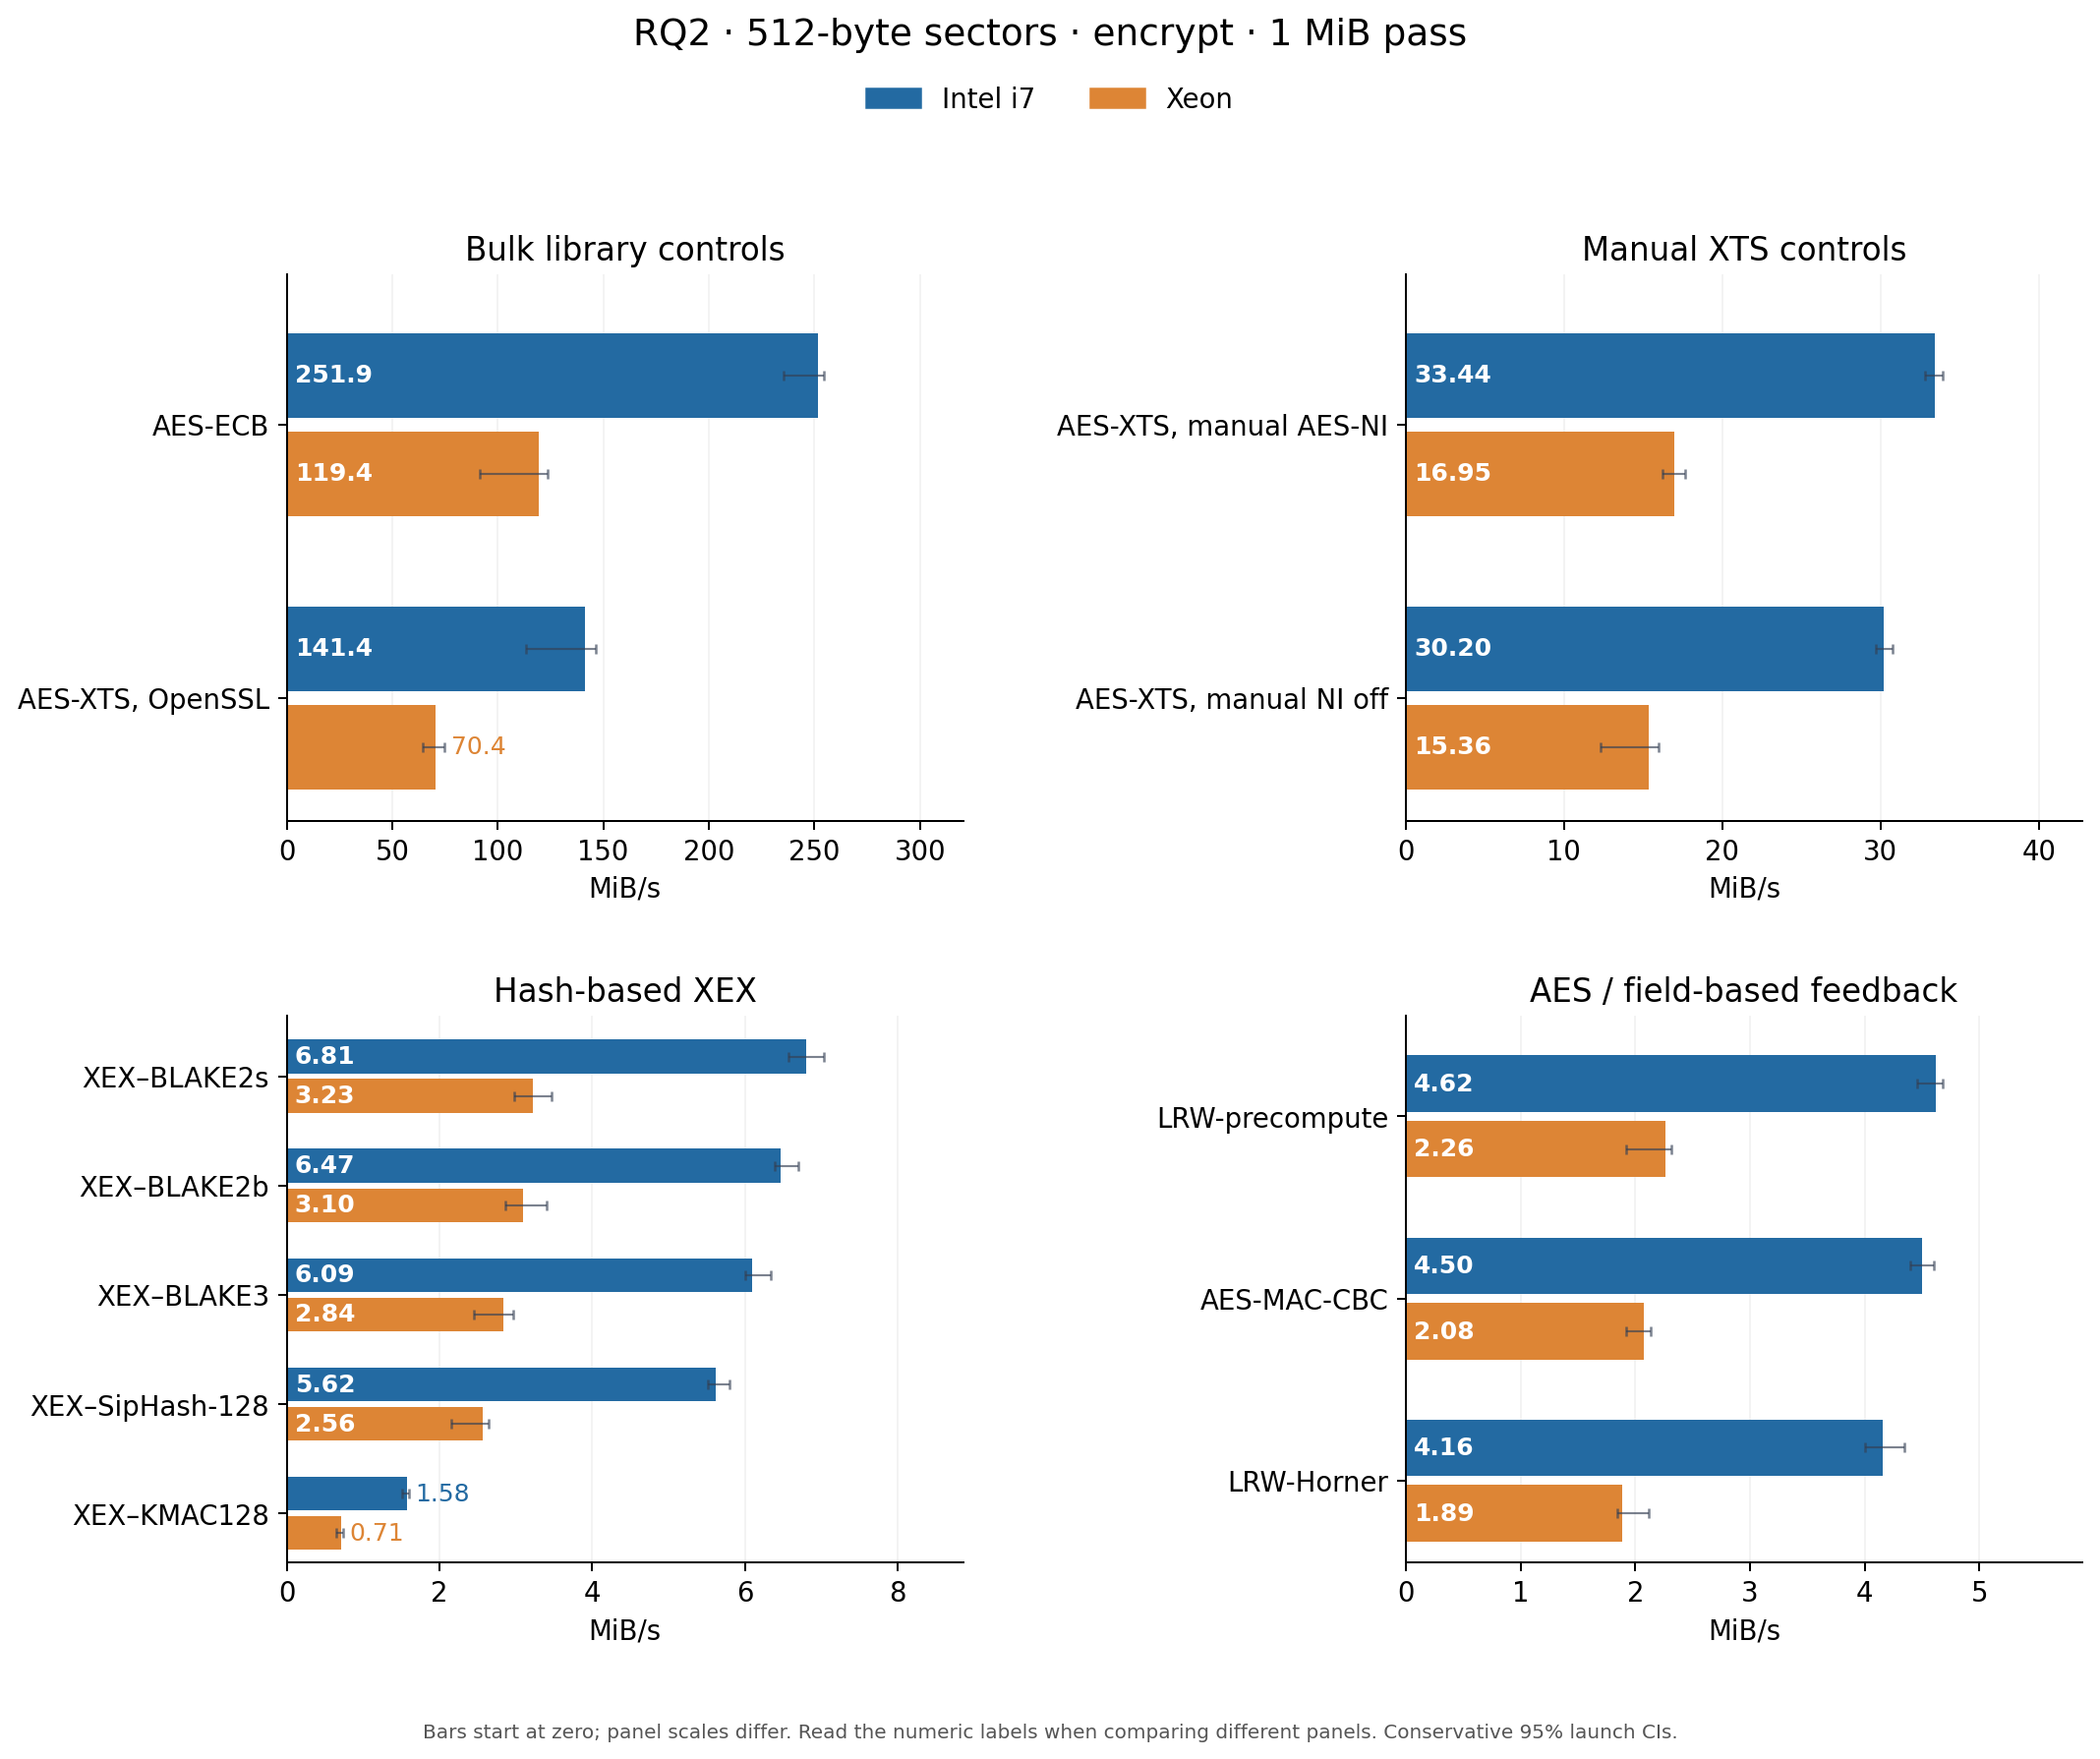 RQ2 · 512-byte sectors · encrypt · 1 MiB pass
Intel i7
Xeon
Bulk library controls
AES-ECB
251.9
119.4
AES-XTS, OpenSSL
141.4
70.4
0 50 100 150 200 250 300
MiB/s
Manual XTS controls
AES-XTS, manual AES-NI
33.44
16.95
AES-XTS, manual NI off
30.20
15.36
0 10 20 30 40
MiB/s
Hash-based XEX
XEX–BLAKE2s
6.81
3.23
XEX–BLAKE2b
6.47
3.10
XEX–BLAKE3
6.09
2.84
XEX–SipHash-128
5.62
2.56
XEX–KMAC128
1.58
0.71
0 2 4 6 8
MiB/s
AES / field-based feedback
LRW-precompute
4.62
2.26
AES-MAC-CBC
4.50
2.08
LRW-Horner
4.16
1.89
0 1 2 3 4 5
MiB/s
Bars start at zero; panel scales differ. Read the numeric labels when comparing different panels. Conservative 95% launch CIs.